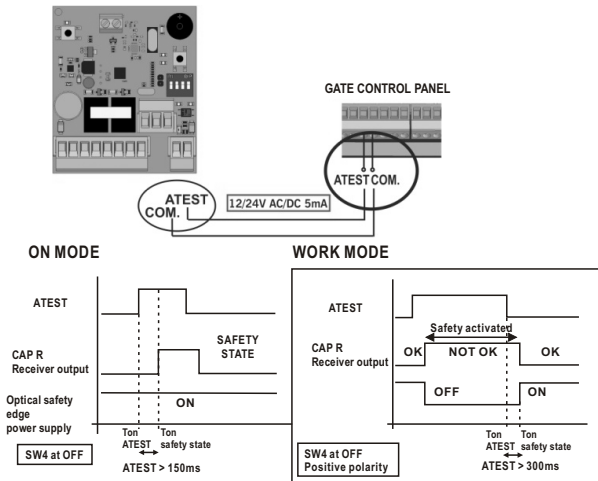 GATE CONTROL PANEL
ATEST COM.
ATEST
COM.
12/24V AC/DC 5mA
ON MODE
ATEST
CAP R
Receiver output
SAFETY
STATE
Optical safety
edge
power supply
ON
Ton
ATEST
Ton
safety state
SW4 at OFF
ATEST > 150ms
WORK MODE
ATEST
Safety activated
CAP R
Receiver output
OK
NOT OK
OK
OFF
ON
Ton
ATEST
Ton
safety state
SW4 at OFF
Positive polarity
ATEST > 300ms